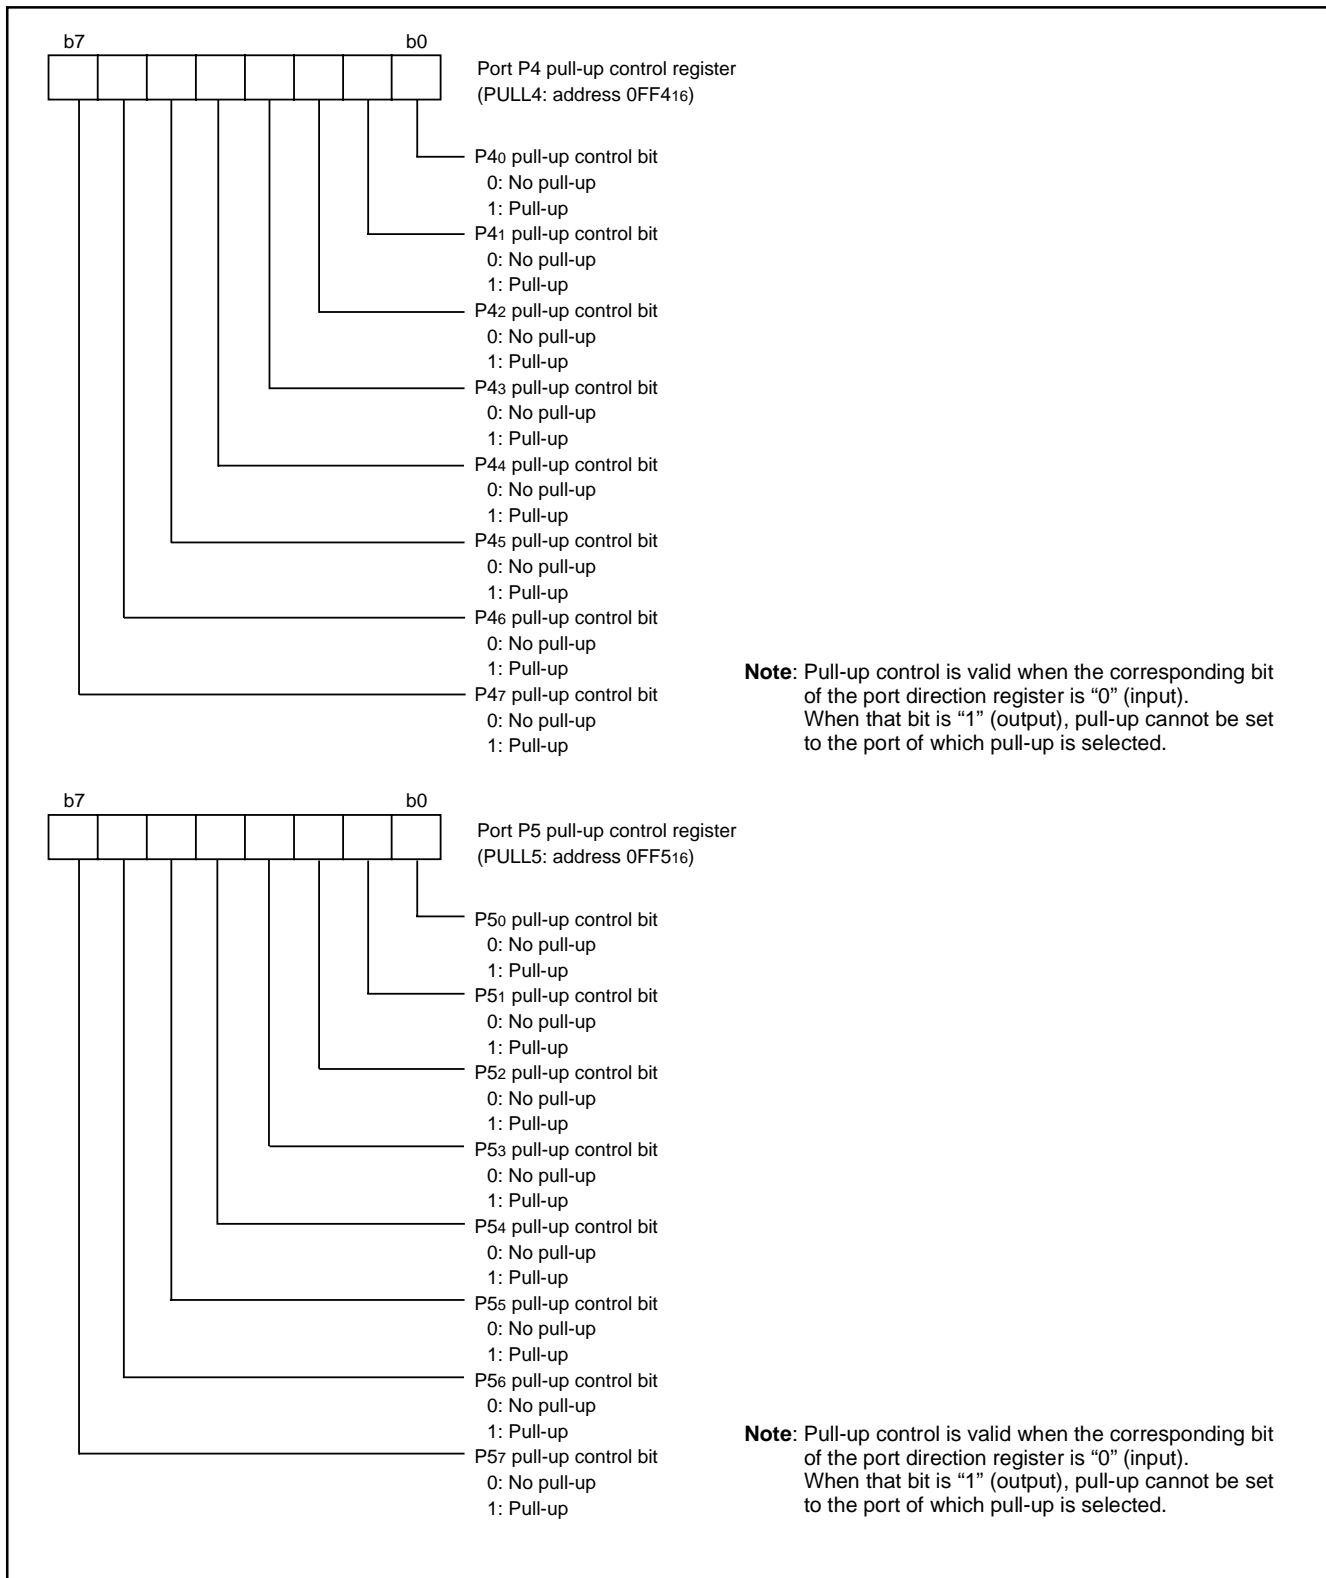 b7 b0
Port P4 pull-up control register
(PULL4: address 0FF416)
P40 pull-up control bit
0: No pull-up
1: Pull-up
P41 pull-up control bit
0: No pull-up
1: Pull-up
P42 pull-up control bit
0: No pull-up
1: Pull-up
P43 pull-up control bit
0: No pull-up
1: Pull-up
P44 pull-up control bit
0: No pull-up
1: Pull-up
P45 pull-up control bit
0: No pull-up
1: Pull-up
P46 pull-up control bit
0: No pull-up
1: Pull-up
P47 pull-up control bit
0: No pull-up
1: Pull-up
Note: Pull-up control is valid when the corresponding bit
of the port direction register is “0” (input).
When that bit is “1” (output), pull-up cannot be set
to the port of which pull-up is selected.
b7 b0
Port P5 pull-up control register
(PULL5: address 0FF516)
P50 pull-up control bit
0: No pull-up
1: Pull-up
P51 pull-up control bit
0: No pull-up
1: Pull-up
P52 pull-up control bit
0: No pull-up
1: Pull-up
P53 pull-up control bit
0: No pull-up
1: Pull-up
P54 pull-up control bit
0: No pull-up
1: Pull-up
P55 pull-up control bit
0: No pull-up
1: Pull-up
P56 pull-up control bit
0: No pull-up
1: Pull-up
P57 pull-up control bit
0: No pull-up
1: Pull-up
Note: Pull-up control is valid when the corresponding bit
of the port direction register is “0” (input).
When that bit is “1” (output), pull-up cannot be set
to the port of which pull-up is selected.